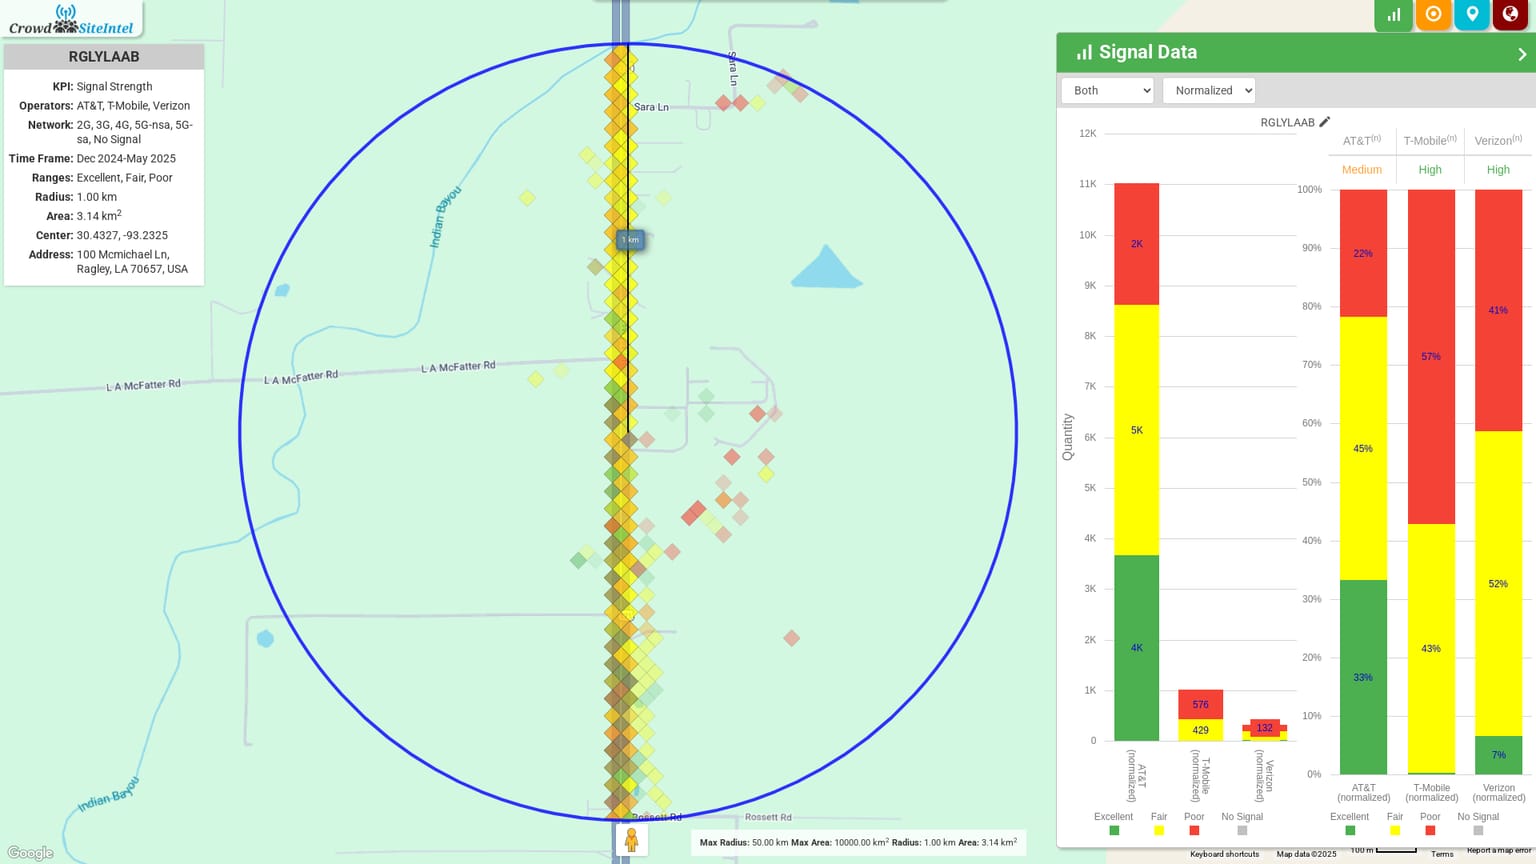 Crowd SiteIntel
RGLYLAAB
KPI: Signal Strength
Operators: AT&T, T-Mobile, Verizon
Network: 2G, 3G, 4G, 5G-nsa, 5G-
sa, No Signal
Time Frame: Dec 2024-May 2025
Ranges: Excellent, Fair, Poor
Radius: 1.00 km
Area: 3.14 km²
Center: 30.4327, -93.2325
Address: 100 Mcmichael Ln,
Ragley, LA 70657, USA
Sara Ln
Sara Ln
Indian Bayou
1 km
L A McFatter Rd
L A McFatter Rd
L A McFatter Rd
Indian Bayou
Rossett Rd
Rossett Rd
Google
Max Radius: 50.00 km Max Area: 10000.00 km² Radius: 1.00 km Area: 3.14 km²
Keyboard shortcuts
Map data ©2025
100 m
Terms
Report a map error
Signal Data
Both
Normalized
RGLYLAAB
Quantity
12K
11K
10K
9K
8K
7K
6K
5K
4K
3K
2K
1K
0
2K
5K
4K
576
429
132
AT&T
(normalized)
T-Mobile
(normalized)
Verizon
(normalized)
Excellent
Fair
Poor
No Signal
AT&T(n)
T-Mobile(n)
Verizon(n)
Medium
High
High
100%
90%
80%
70%
60%
50%
40%
30%
20%
10%
0%
22%
45%
33%
57%
43%
41%
52%
7%
AT&T
(normalized)
T-Mobile
(normalized)
Verizon
(normalized)
Excellent
Fair
Poor
No Signal